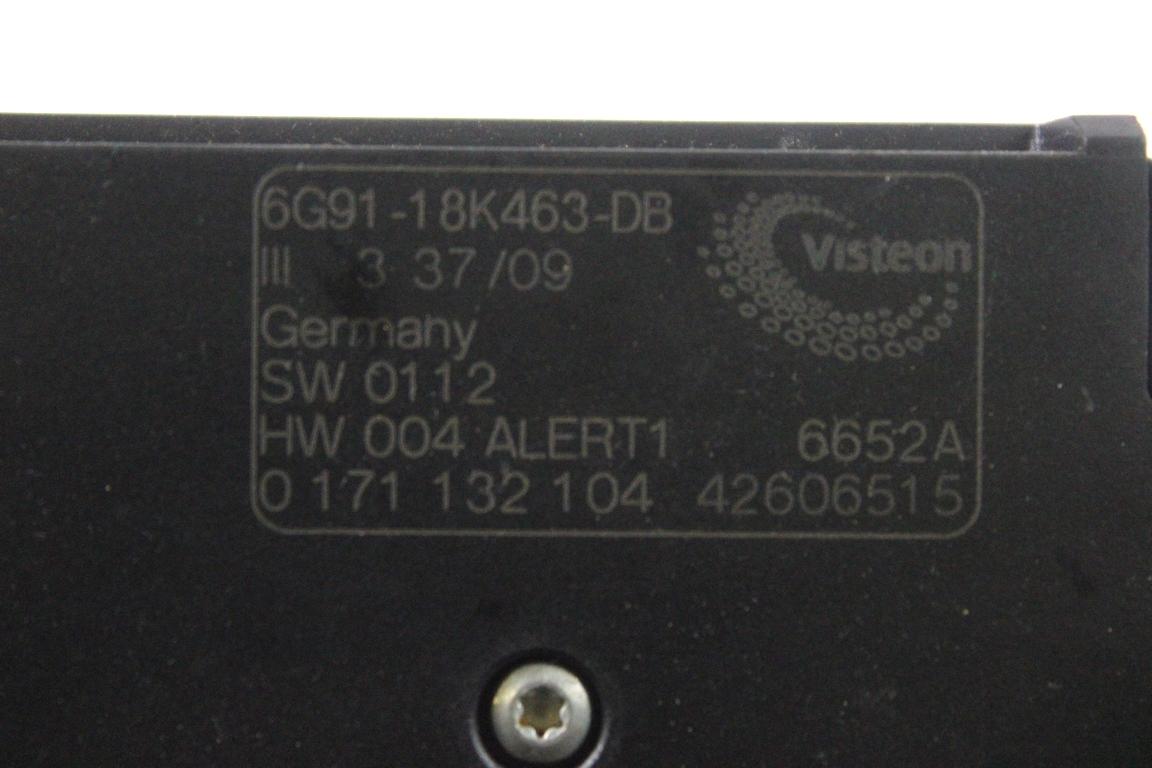 6G91-18K463-DB
Visteon
III 3 37/09
Germany
SW 0112
HW 004 ALERT1 6652A
0 171 132 104 42606515